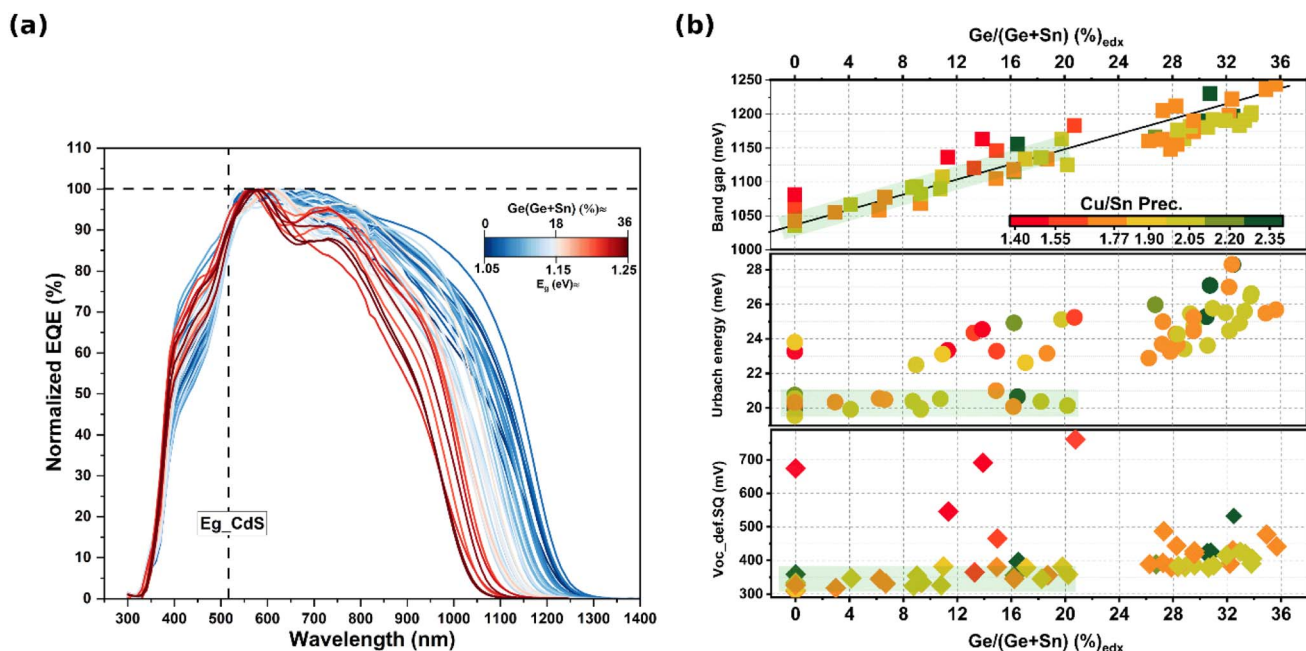 (a)
Normalized EQE (%)
110
100
90
80
70
60
50
40
30
20
10
0
200 300 400 500 600 700 800 900 1000 1100 1200 1300 1400
Wavelength (nm)
Eg_CdS
Ge(Ge+Sn) (%)≈
0 18 36
1.05 1.15 1.25
E_g (eV)≈
(b)
Ge/(Ge+Sn) (%)edx
0 4 8 12 16 20 24 28 32 36
Band gap (meV)
1250
1200
1150
1100
1050
1000
Cu/Sn Prec.
1.40 1.55 1.77 1.90 2.05 2.20 2.35
Urbach energy (meV)
28
26
24
22
20
Voc_def.SQ (mV)
700
600
500
400
300
0 4 8 12 16 20 24 28 32 36
Ge/(Ge+Sn) (%)edx